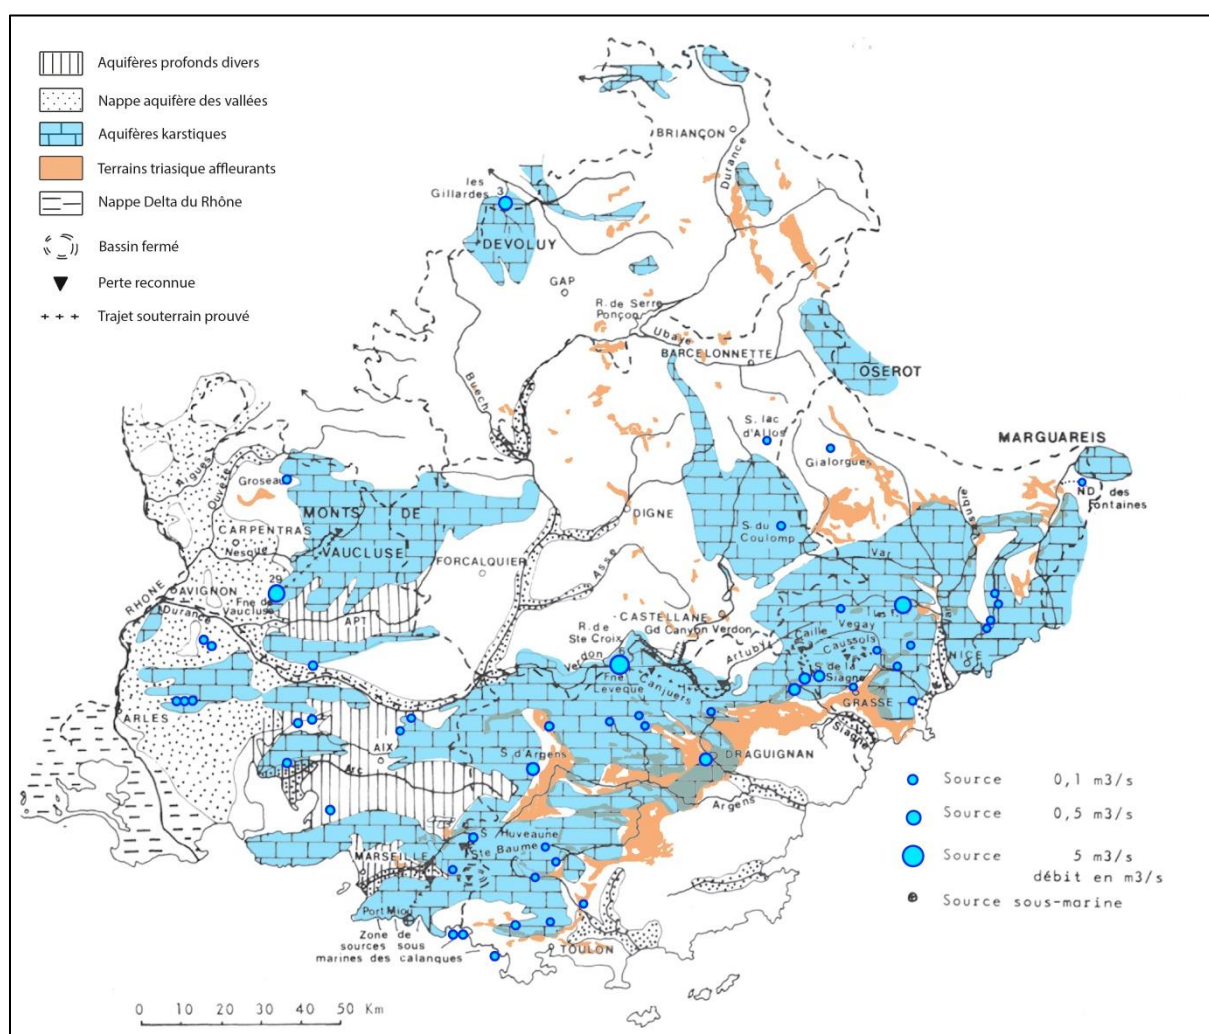 Aquifères profonds divers
Nappe aquifère des vallées
Aquifères karstiques
Terrains triasique affleurants
Nappe Delta du Rhône
Bassin fermé
Perte reconnue
Trajet souterrain prouvé
BRIANÇON
Durance
les
Gillardes 3
DEVOLUY
GAP
R. de Serre
Ponçon
Ubaye
BARCELONNETTE
OSEROT
Buech
S. lac
d'Allos
Gialorgues
MARGUAREIS
ND des
Fontaines
Aigues
Ouvèze
Groseau
MONTS DE
VAUCLUSE
CARPENTRAS
Nesque
DIGNE
S. du
Coulomp
Var
FORCALQUIER
Asse
29
AVIGNON
Fne de
Vaucluse
RHONE
Durance
APT
CASTELLANE
Gd Canyon Verdon
R. de
Ste Croix
Verdon
Fne
Leveque
Canjuers
Artuby
Caille
Vegay
Caussols
S. de la
Siagne
NICE
GRASSE
Siagne
ARLES
AIX
Arc
S. d'Argens
DRAGUIGNAN
Argens
S. Huveaune
Ste Baume
MARSEILLE
Port Miou
Zone de
sources sous
marines des calanques
TOULON
Source 0,1 m3/s
Source 0,5 m3/s
Source 5 m3/s
débit en m3/s
Source sous-marine
0 10 20 30 40 50 Km